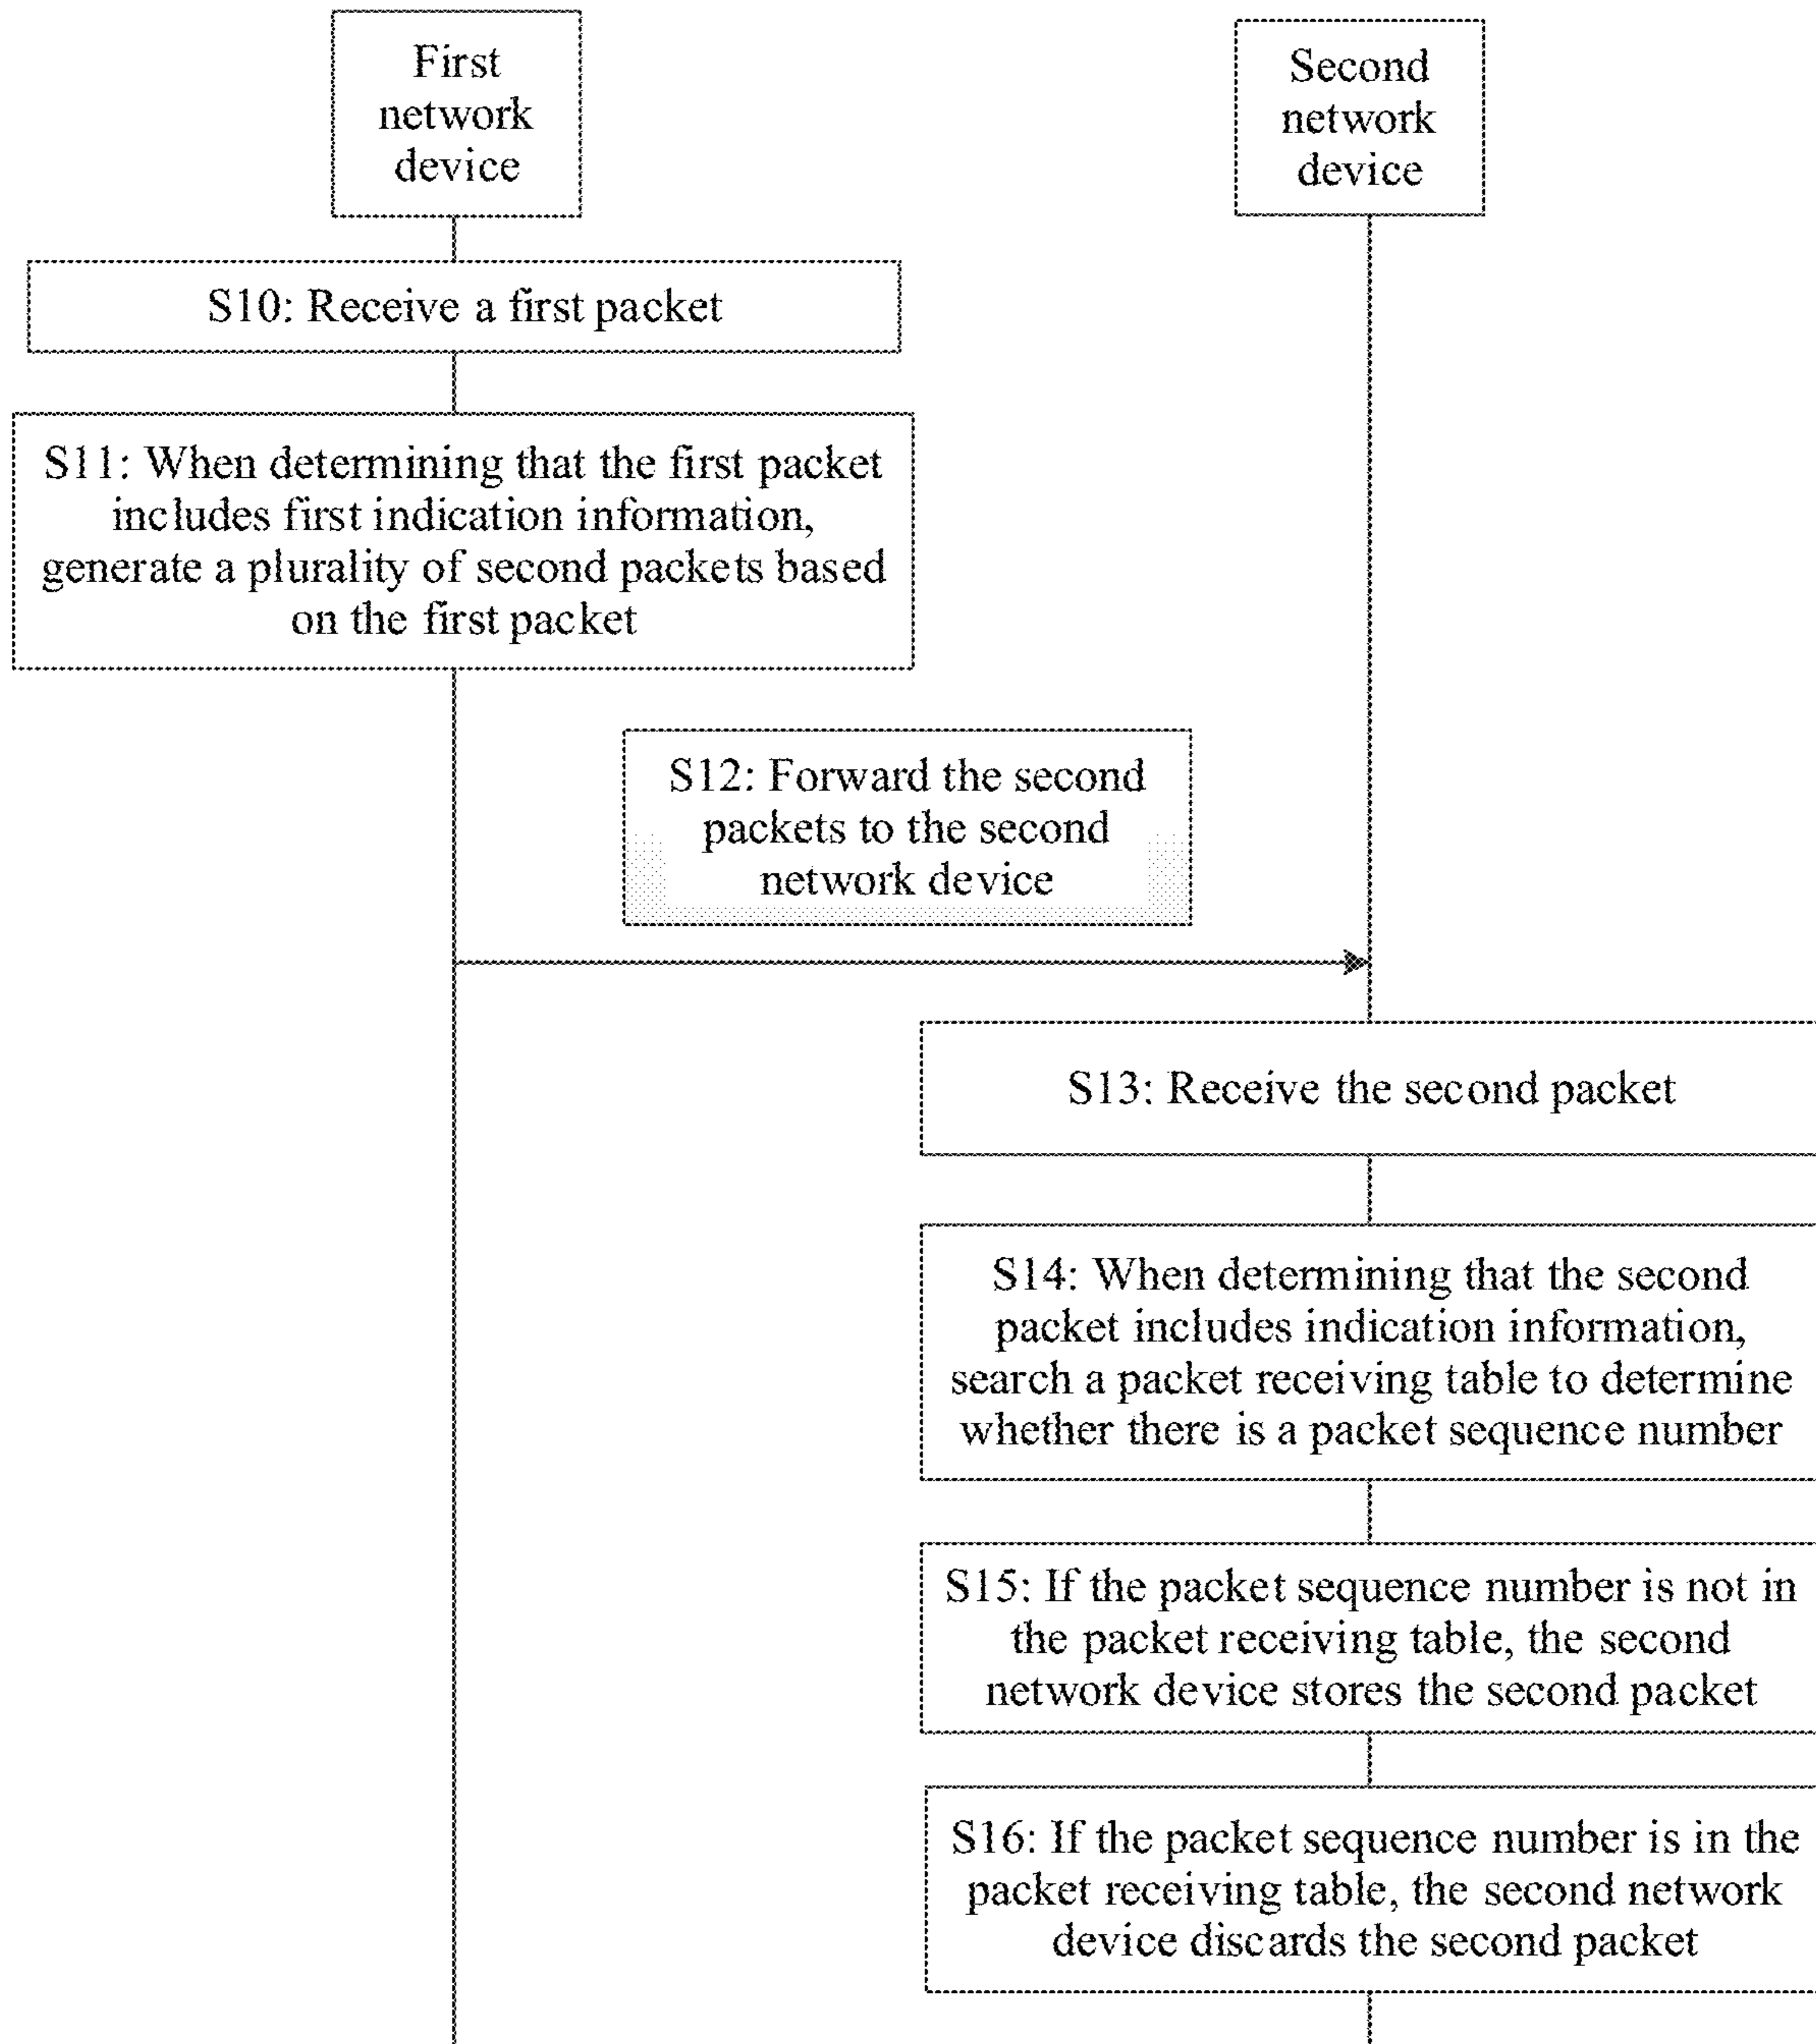 First
network
device
Second
network
device
S10: Receive a first packet
S11: When determining that the first packet
includes first indication information,
generate a plurality of second packets based
on the first packet
S12: Forward the second
packets to the second
network device
S13: Receive the second packet
S14: When determining that the second
packet includes indication information,
search a packet receiving table to determine
whether there is a packet sequence number
S15: If the packet sequence number is not in
the packet receiving table, the second
network device stores the second packet
S16: If the packet sequence number is in the
packet receiving table, the second network
device discards the second packet